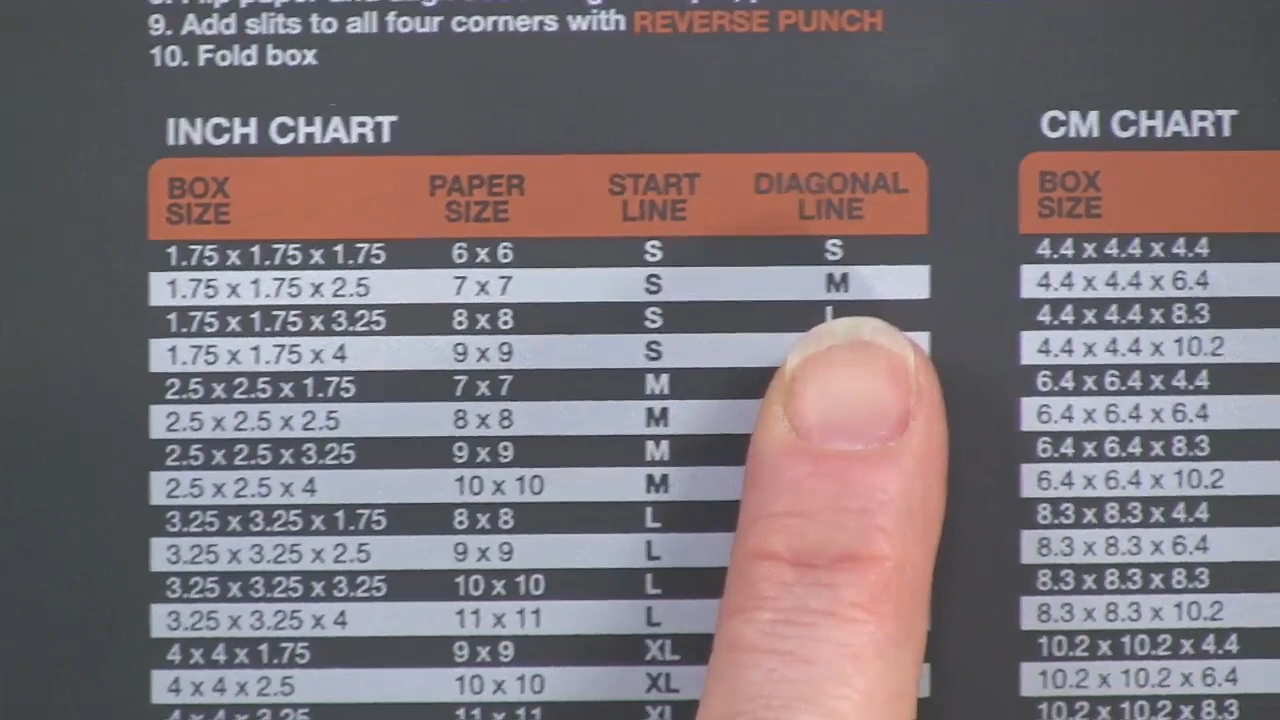 9. Add slits to all four corners with REVERSE PUNCH
10. Fold box
INCH CHART
BOX SIZE PAPER SIZE START LINE DIAGONAL LINE
1.75 x 1.75 x 1.75 6 x 6 S S
1.75 x 1.75 x 2.5 7 x 7 S M
1.75 x 1.75 x 3.25 8 x 8 S
1.75 x 1.75 x 4 9 x 9 S
2.5 x 2.5 x 1.75 7 x 7 M
2.5 x 2.5 x 2.5 8 x 8 M
2.5 x 2.5 x 3.25 9 x 9 M
2.5 x 2.5 x 4 10 x 10 M
3.25 x 3.25 x 1.75 8 x 8 L
3.25 x 3.25 x 2.5 9 x 9 L
3.25 x 3.25 x 3.25 10 x 10 L
3.25 x 3.25 x 4 11 x 11 L
4 x 4 x 1.75 9 x 9 XL
4 x 4 x 2.5 10 x 10 XL
4 x 4 x 3.25 11 x 11 XL
CM CHART
BOX SIZE
4.4 x 4.4 x 4.4
4.4 x 4.4 x 6.4
4.4 x 4.4 x 8.3
4.4 x 4.4 x 10.2
6.4 x 6.4 x 4.4
6.4 x 6.4 x 6.4
6.4 x 6.4 x 8.3
6.4 x 6.4 x 10.2
8.3 x 8.3 x 4.4
8.3 x 8.3 x 6.4
8.3 x 8.3 x 8.3
8.3 x 8.3 x 10.2
10.2 x 10.2 x 4.4
10.2 x 10.2 x 6.4
10.2 x 10.2 x 8.3